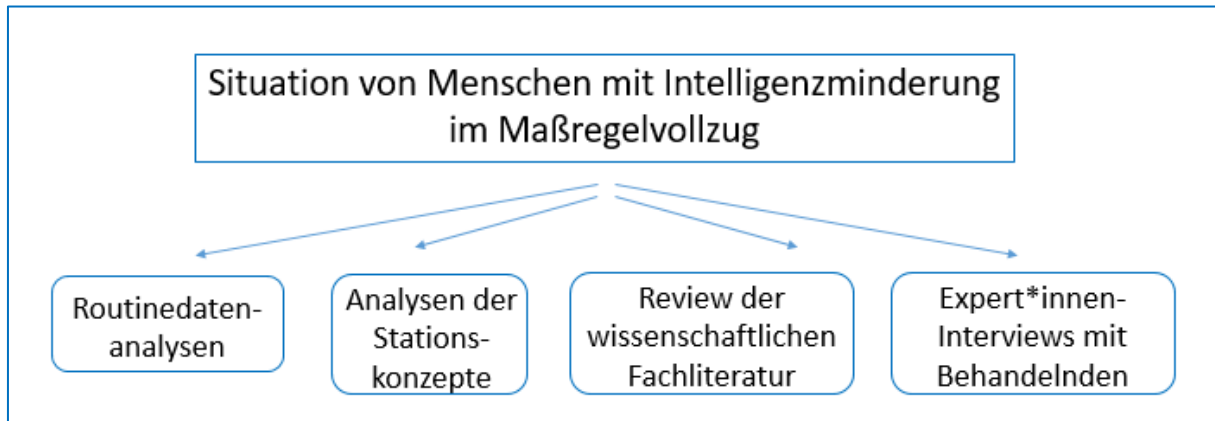 Situation von Menschen mit Intelligenzminderung
im Maßregelvollzug
Routinedaten-
analysen
Analysen der
Stations-
konzepte
Review der
wissenschaftlichen
Fachliteratur
Expert*innen-
Interviews mit
Behandelnden